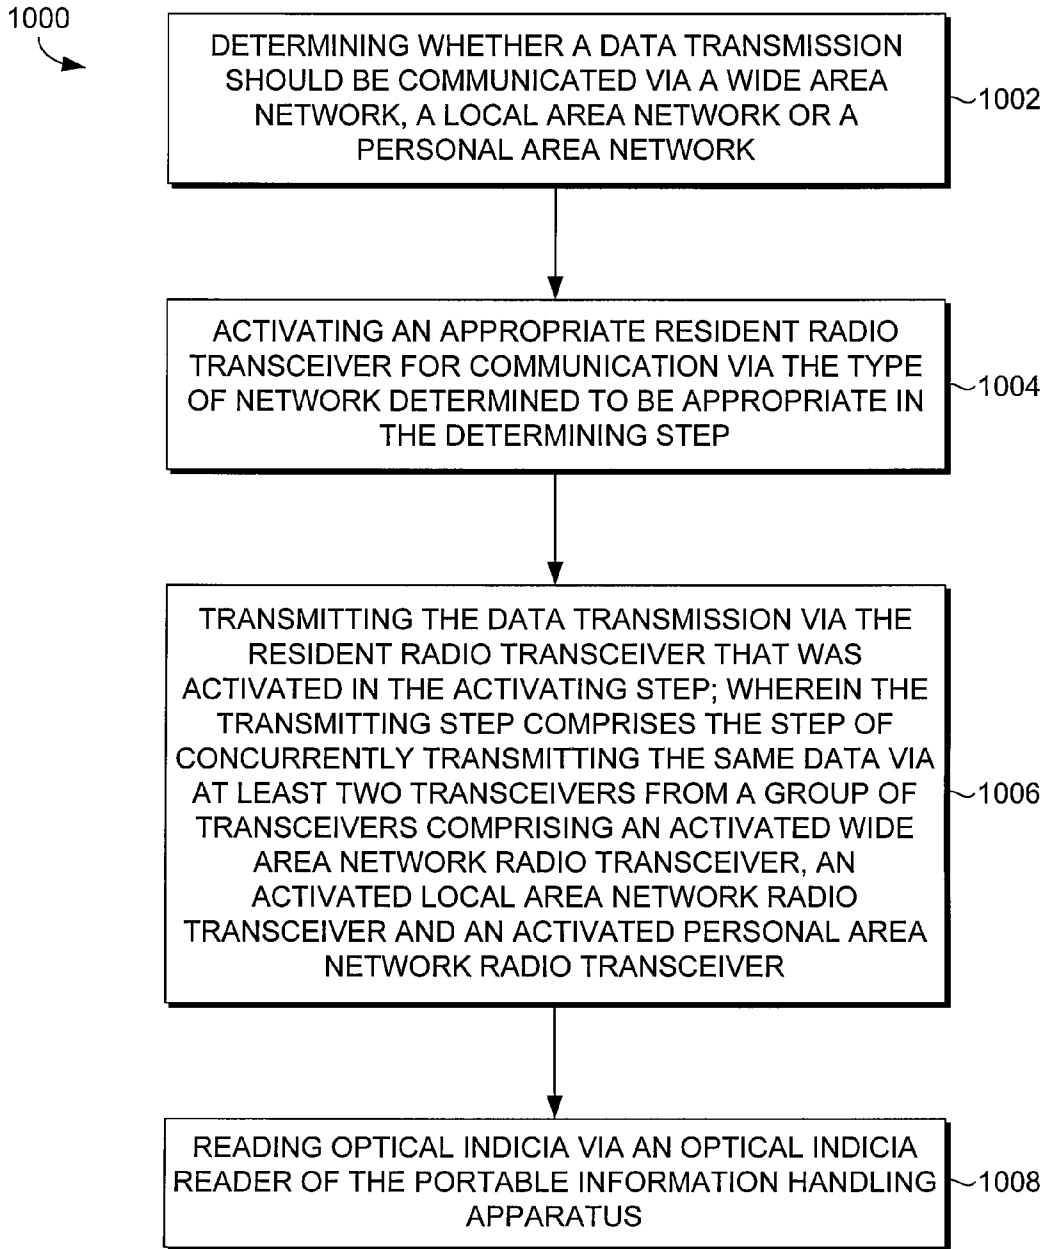 1000
DETERMINING WHETHER A DATA TRANSMISSION
SHOULD BE COMMUNICATED VIA A WIDE AREA
NETWORK, A LOCAL AREA NETWORK OR A
PERSONAL AREA NETWORK
1002
ACTIVATING AN APPROPRIATE RESIDENT RADIO
TRANSCEIVER FOR COMMUNICATION VIA THE TYPE
OF NETWORK DETERMINED TO BE APPROPRIATE IN
THE DETERMINING STEP
1004
TRANSMITTING THE DATA TRANSMISSION VIA THE
RESIDENT RADIO TRANSCEIVER THAT WAS
ACTIVATED IN THE ACTIVATING STEP; WHEREIN THE
TRANSMITTING STEP COMPRISES THE STEP OF
CONCURRENTLY TRANSMITTING THE SAME DATA VIA
AT LEAST TWO TRANSCEIVERS FROM A GROUP OF
TRANSCEIVERS COMPRISING AN ACTIVATED WIDE
AREA NETWORK RADIO TRANSCEIVER, AN
ACTIVATED LOCAL AREA NETWORK RADIO
TRANSCEIVER AND AN ACTIVATED PERSONAL AREA
NETWORK RADIO TRANSCEIVER
1006
READING OPTICAL INDICIA VIA AN OPTICAL INDICIA
READER OF THE PORTABLE INFORMATION HANDLING
APPARATUS
1008